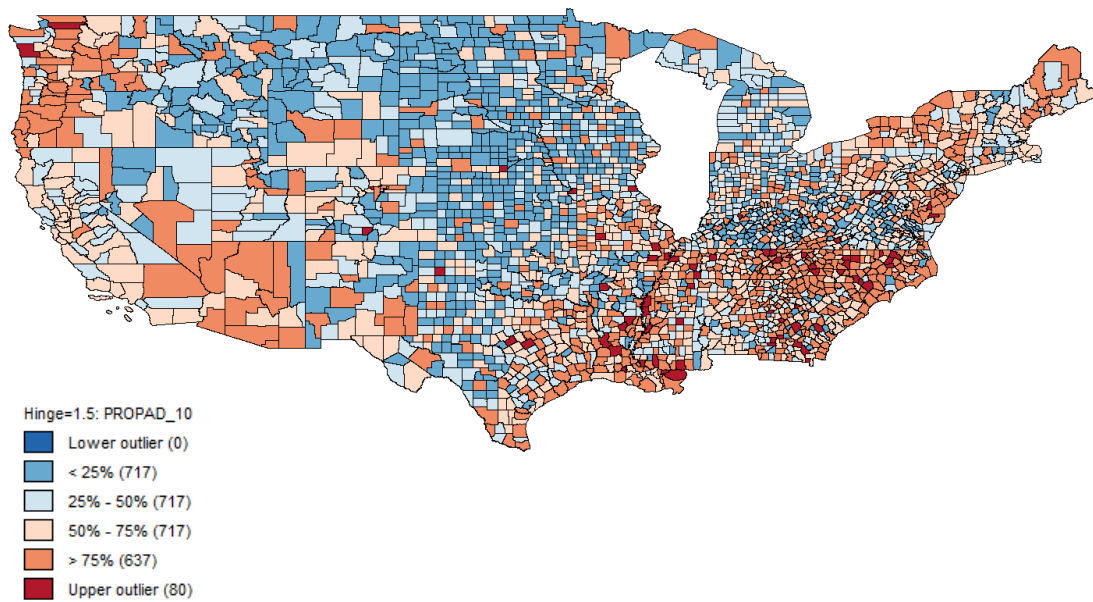 Hinge=1.5: PROPAD_10
Lower outlier (0)
< 25% (717)
25% - 50% (717)
50% - 75% (717)
> 75% (637)
Upper outlier (80)